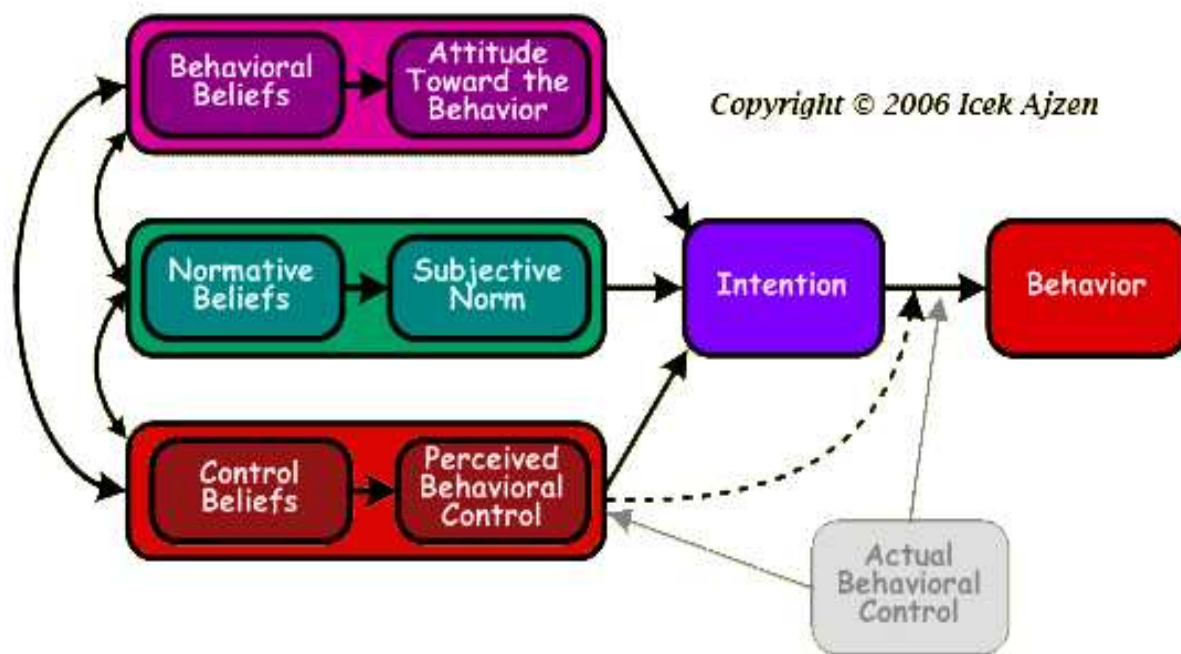 Behavioral
Beliefs
Attitude
Toward the
Behavior
Copyright © 2006 Icek Ajzen
Normative
Beliefs
Subjective
Norm
Intention
Behavior
Control
Beliefs
Perceived
Behavioral
Control
Actual
Behavioral
Control